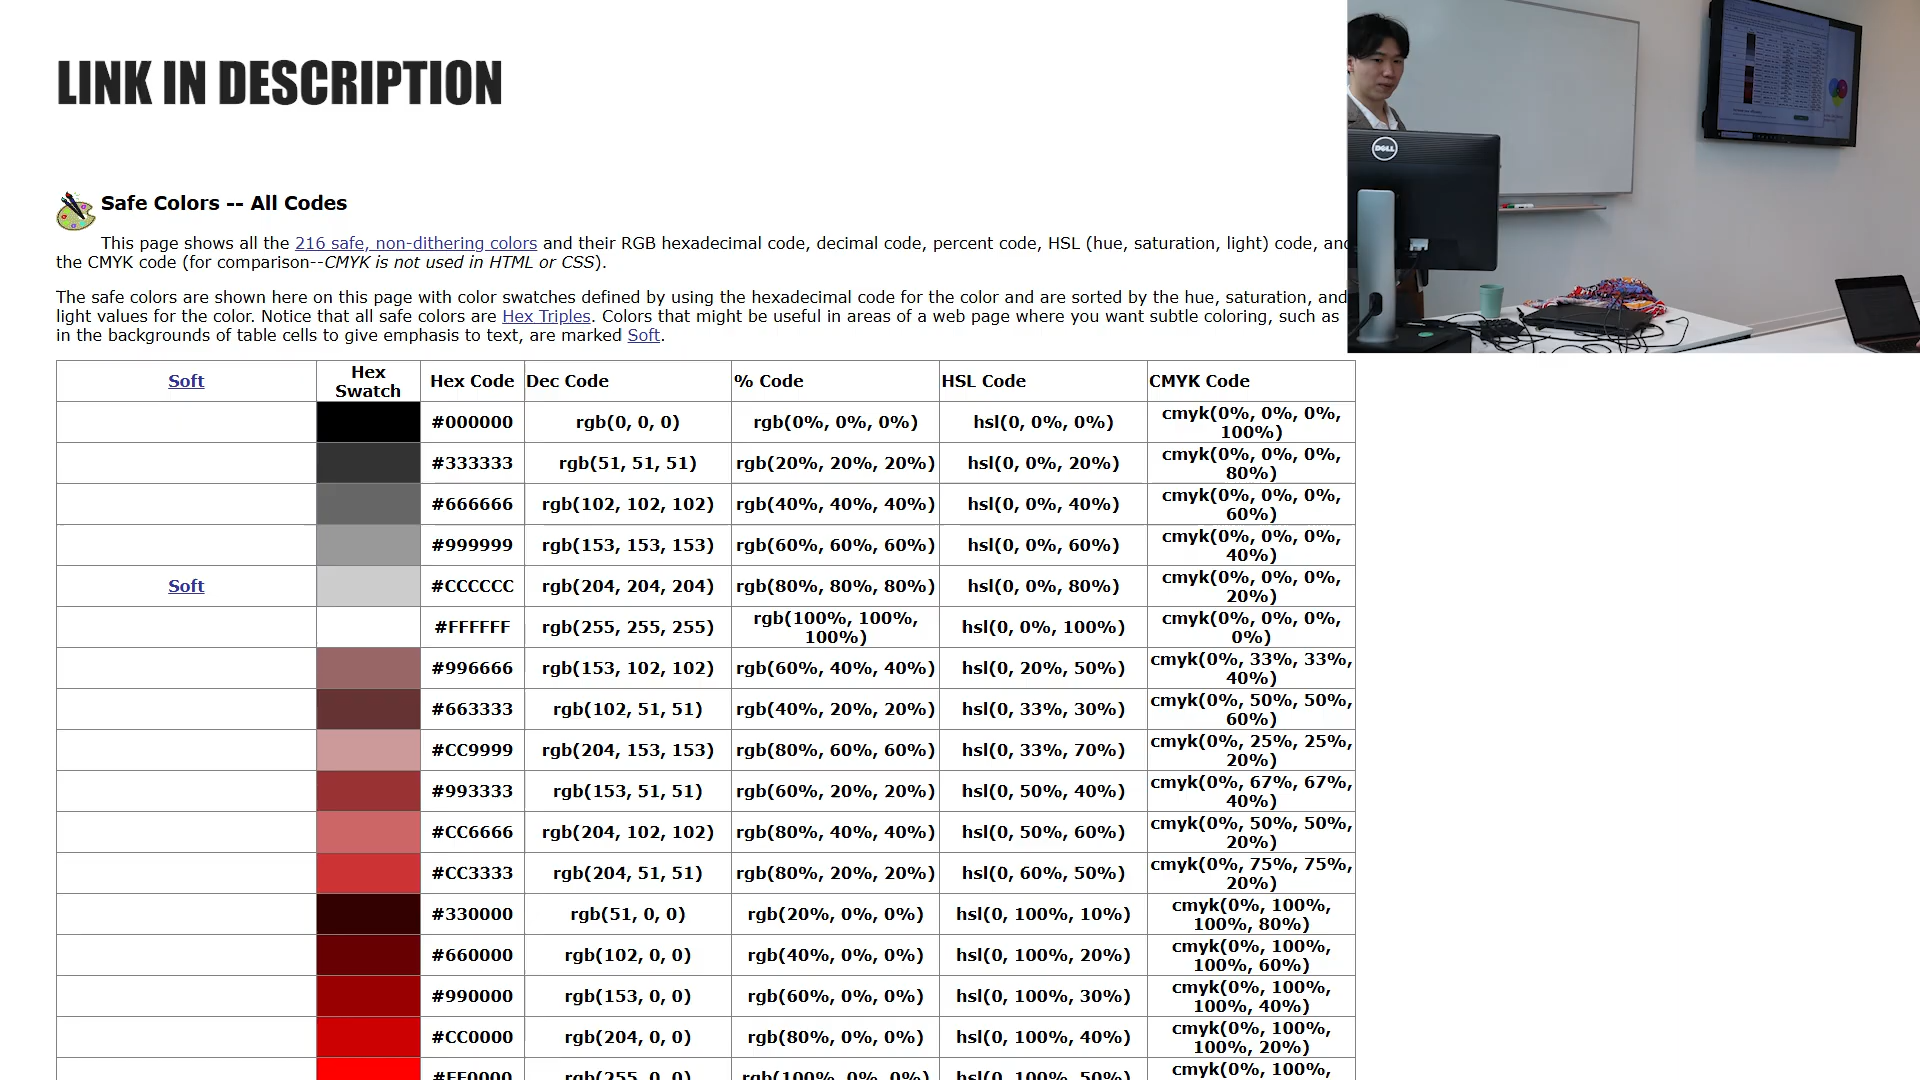 LINK IN DESCRIPTION
Safe Colors -- All Codes
This page shows all the 216 safe, non-dithering colors and their RGB hexadecimal code, decimal code, percent code, HSL (hue, saturation, light) code, and
the CMYK code (for comparison--CMYK is not used in HTML or CSS).
The safe colors are shown here on this page with color swatches defined by using the hexadecimal code for the color and are sorted by the hue, saturation, and
light values for the color. Notice that all safe colors are Hex Triples. Colors that might be useful in areas of a web page where you want subtle coloring, such as
in the backgrounds of table cells to give emphasis to text, are marked Soft.
Soft Hex Swatch Hex Code Dec Code % Code HSL Code CMYK Code
#000000 rgb(0, 0, 0) rgb(0%, 0%, 0%) hsl(0, 0%, 0%) cmyk(0%, 0%, 0%, 100%)
#333333 rgb(51, 51, 51) rgb(20%, 20%, 20%) hsl(0, 0%, 20%) cmyk(0%, 0%, 0%, 80%)
#666666 rgb(102, 102, 102) rgb(40%, 40%, 40%) hsl(0, 0%, 40%) cmyk(0%, 0%, 0%, 60%)
#999999 rgb(153, 153, 153) rgb(60%, 60%, 60%) hsl(0, 0%, 60%) cmyk(0%, 0%, 0%, 40%)
Soft #CCCCCC rgb(204, 204, 204) rgb(80%, 80%, 80%) hsl(0, 0%, 80%) cmyk(0%, 0%, 0%, 20%)
#FFFFFF rgb(255, 255, 255) rgb(100%, 100%, 100%) hsl(0, 0%, 100%) cmyk(0%, 0%, 0%, 0%)
#996666 rgb(153, 102, 102) rgb(60%, 40%, 40%) hsl(0, 20%, 50%) cmyk(0%, 33%, 33%, 40%)
#663333 rgb(102, 51, 51) rgb(40%, 20%, 20%) hsl(0, 33%, 30%) cmyk(0%, 50%, 50%, 60%)
#CC9999 rgb(204, 153, 153) rgb(80%, 60%, 60%) hsl(0, 33%, 70%) cmyk(0%, 25%, 25%, 20%)
#993333 rgb(153, 51, 51) rgb(60%, 20%, 20%) hsl(0, 50%, 40%) cmyk(0%, 67%, 67%, 40%)
#CC6666 rgb(204, 102, 102) rgb(80%, 40%, 40%) hsl(0, 50%, 60%) cmyk(0%, 50%, 50%, 20%)
#CC3333 rgb(204, 51, 51) rgb(80%, 20%, 20%) hsl(0, 60%, 50%) cmyk(0%, 75%, 75%, 20%)
#330000 rgb(51, 0, 0) rgb(20%, 0%, 0%) hsl(0, 100%, 10%) cmyk(0%, 100%, 100%, 80%)
#660000 rgb(102, 0, 0) rgb(40%, 0%, 0%) hsl(0, 100%, 20%) cmyk(0%, 100%, 100%, 60%)
#990000 rgb(153, 0, 0) rgb(60%, 0%, 0%) hsl(0, 100%, 30%) cmyk(0%, 100%, 100%, 40%)
#CC0000 rgb(204, 0, 0) rgb(80%, 0%, 0%) hsl(0, 100%, 40%) cmyk(0%, 100%, 100%, 20%)
#FF0000 rgb(255, 0, 0) rgb(100%, 0%, 0%) hsl(0, 100%, 50%) cmyk(0%, 100%,
DELL